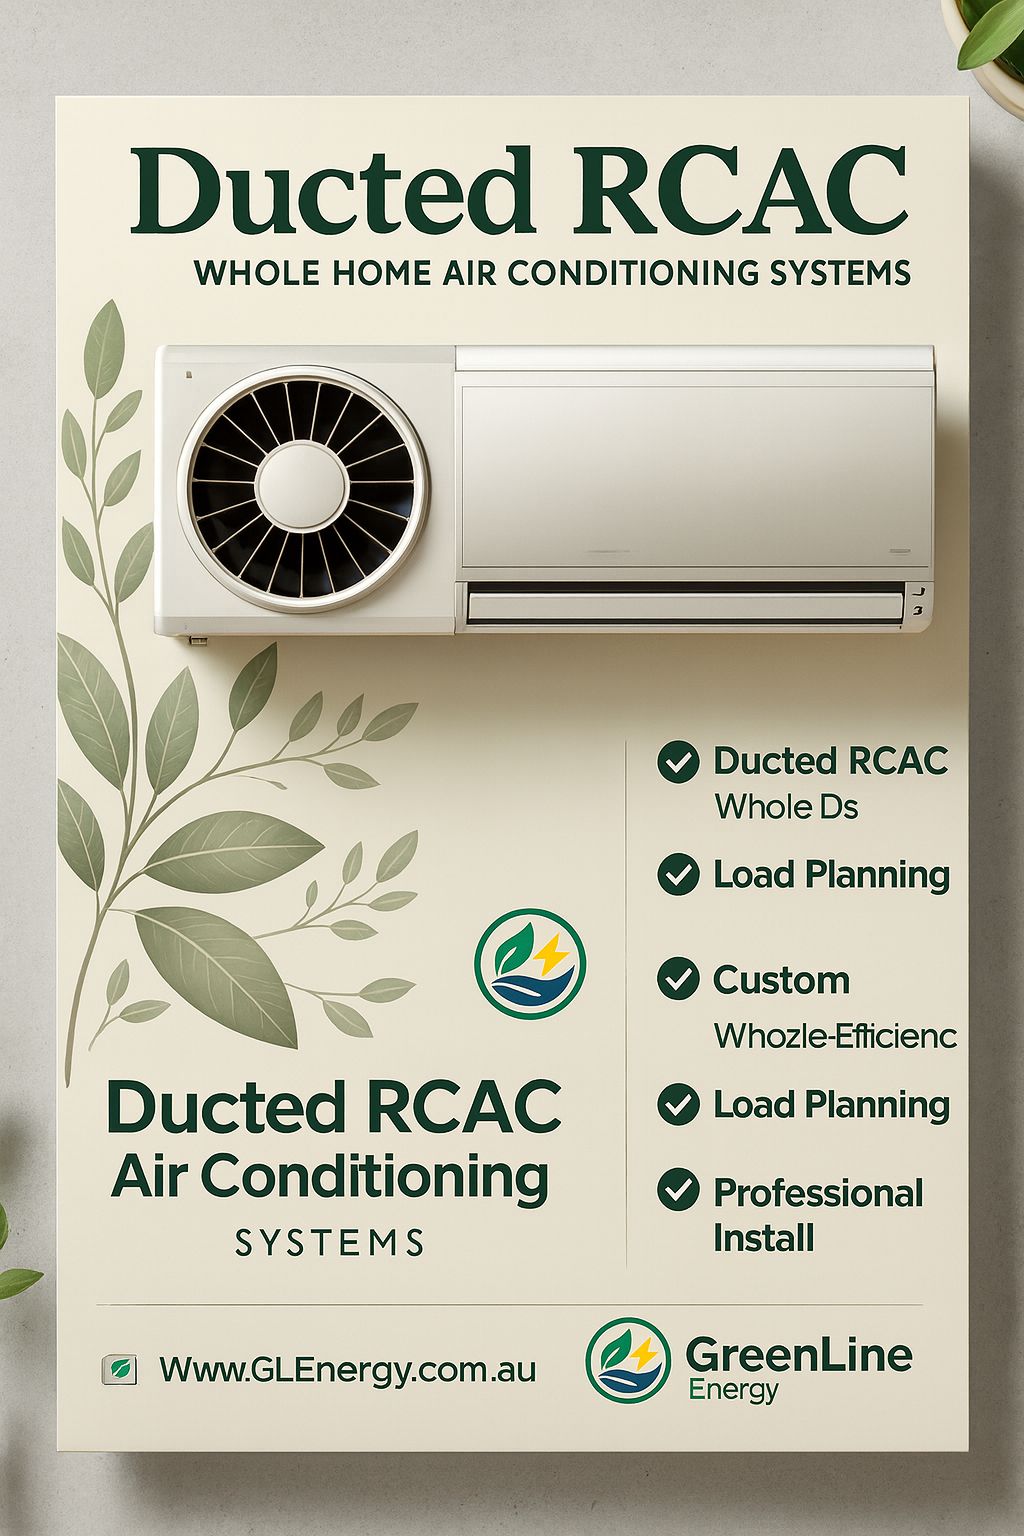 Ducted RCAC
WHOLE HOME AIR CONDITIONING SYSTEMS
Ducted RCAC
Whole Ds
Load Planning
Custom
Whozle-Efficienc
Load Planning
Professional
Install
Ducted RCAC
Air Conditioning
SYSTEMS
Www.GLEnergy.com.au
GreenLine
Energy